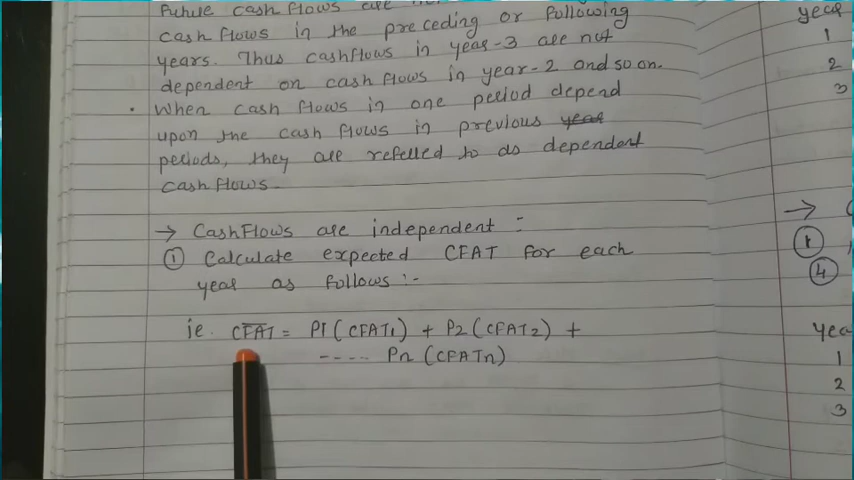 Future cash flows are
cash flows in the preceding or following
years. Thus cashflows in year-3 are not
dependent on cash flows in year-2 and so on.
• When cash flows in one period depend
upon the cash flows in previous year
periods, they are referred to as dependent
cash flows.
→ CashFlows are independent :-
① Calculate expected CFAT for each
year as follows :-
ie. C̅F̅A̅T̅ = P1 (CFAT1) + P2 (CFAT2) +
---- Pn (CFATn)
year
1
2
3
→
①
④
year
1
2
3